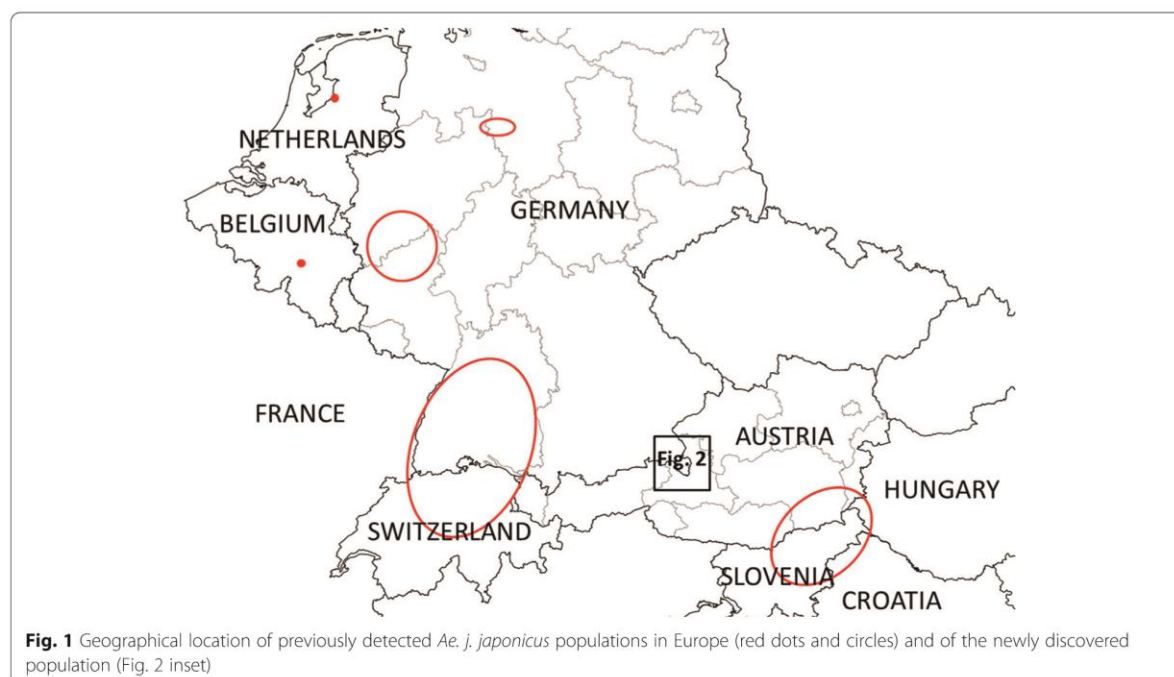 NETHERLANDS
BELGIUM
GERMANY
FRANCE
AUSTRIA
Fig. 2
HUNGARY
SWITZERLAND
SLOVENIA
CROATIA
Fig. 1 Geographical location of previously detected Ae. j. japonicus populations in Europe (red dots and circles) and of the newly discovered
population (Fig. 2 inset)